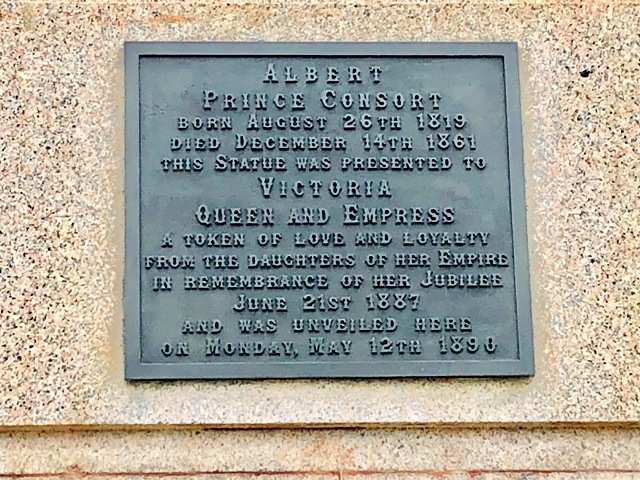 ALBERT
PRINCE CONSORT
BORN AUGUST 26TH 1819
DIED DECEMBER 14TH 1861
THIS STATUE WAS PRESENTED TO
VICTORIA
QUEEN AND EMPRESS
A TOKEN OF LOVE AND LOYALTY
FROM THE DAUGHTERS OF HER EMPIRE
IN REMEMBRANCE OF HER JUBILEE
JUNE 21ST 1887
AND WAS UNVEILED HERE
ON MONDAY, MAY 12TH 1890